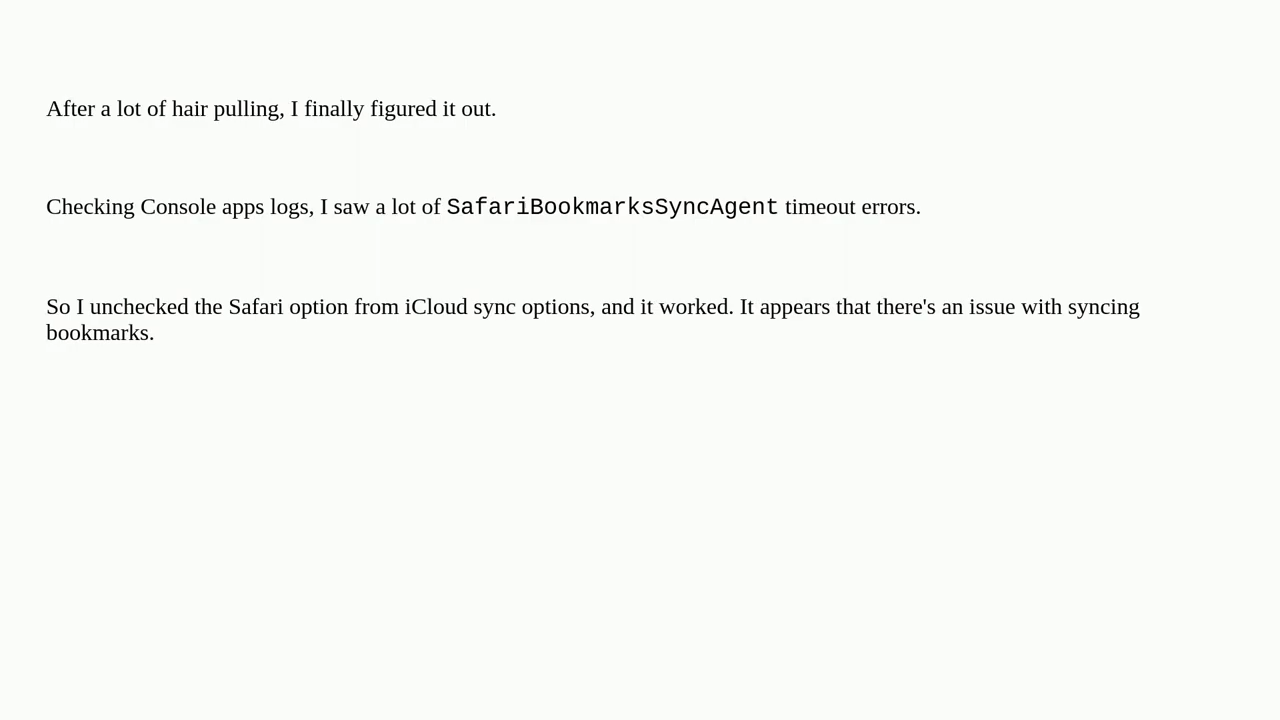 After a lot of hair pulling, I finally figured it out.
Checking Console apps logs, I saw a lot of SafariBookmarksSyncAgent timeout errors.
So I unchecked the Safari option from iCloud sync options, and it worked. It appears that there's an issue with syncing
bookmarks.